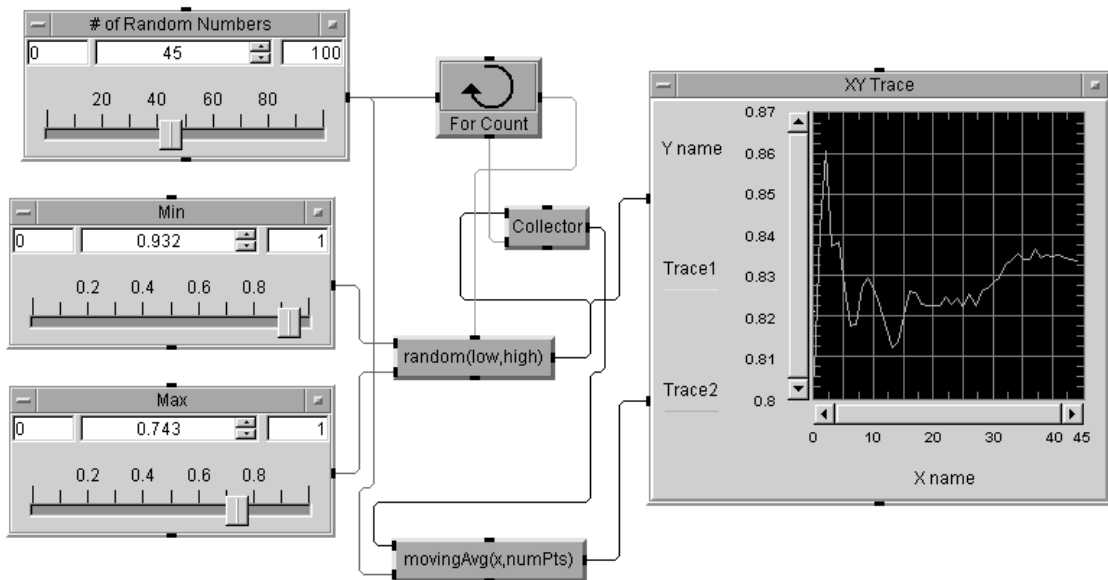 # of Random Numbers
0 45 100
20 40 60 80
For Count
Min
0 0.932 1
0.2 0.4 0.6 0.8
Collector
random(low,high)
Max
0 0.743 1
0.2 0.4 0.6 0.8
movingAvg(x,numPts)
XY Trace
Y name
Trace1
Trace2
0.87
0.86
0.85
0.84
0.83
0.82
0.81
0.8
0 10 20 30 40 45
X name